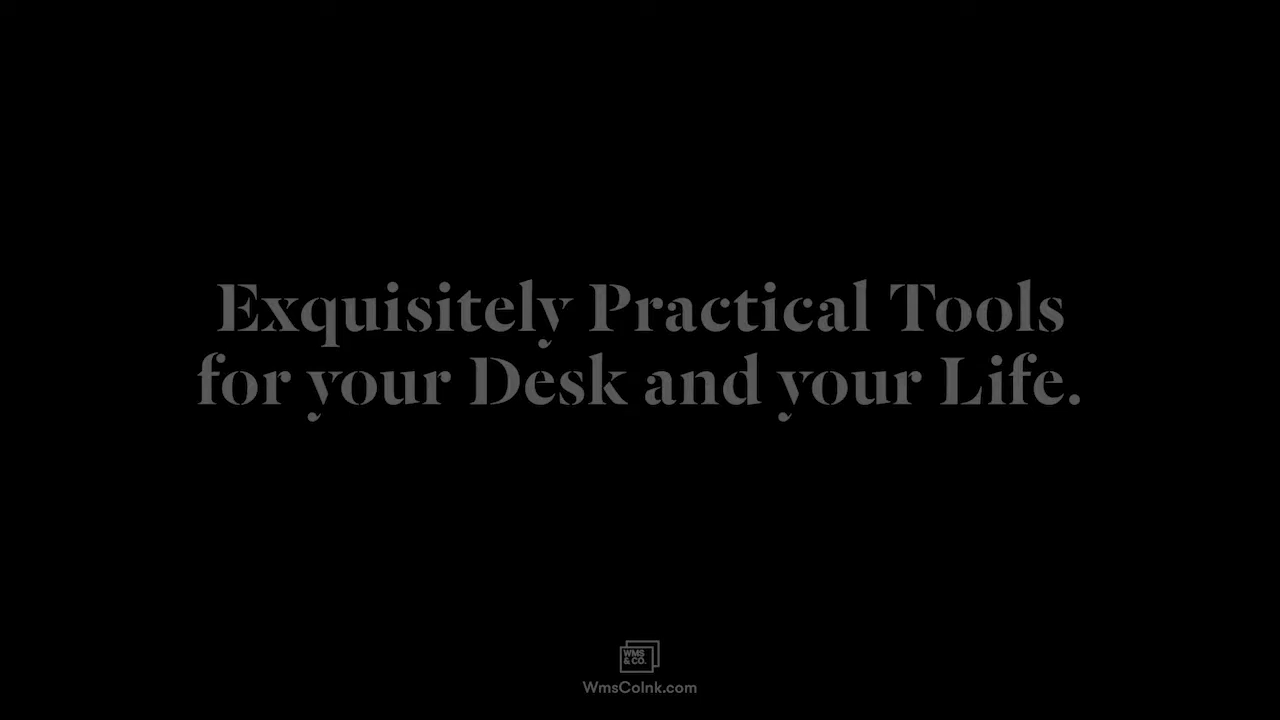 Exquisitely Practical Tools
for your Desk and your Life.
WMS
& CO.
WmsCoInk.com